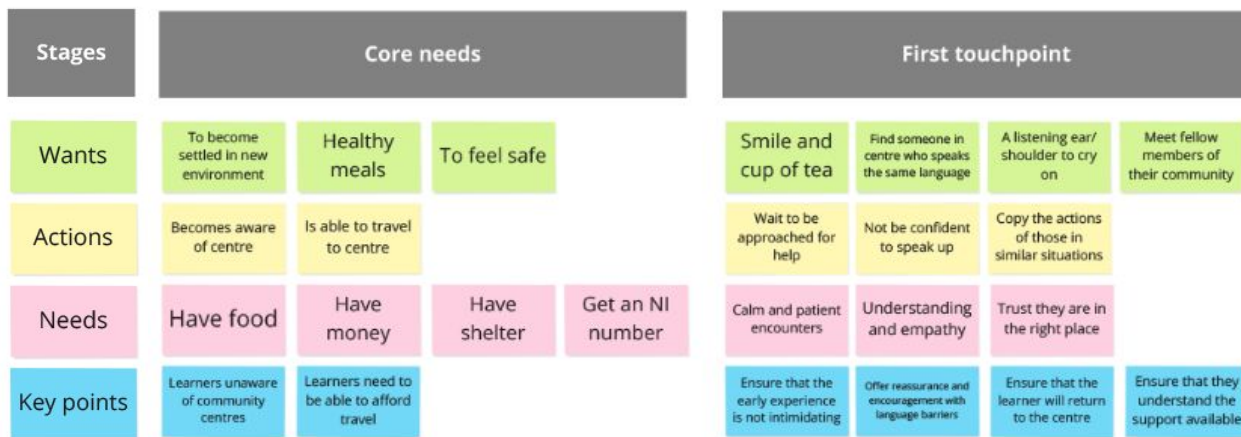 Stages
Core needs
First touchpoint
Wants
To become
settled in new
environment
Healthy
meals
To feel safe
Smile and
cup of tea
Find someone in
centre who speaks
the same language
A listening ear/
shoulder to cry
on
Meet fellow
members of
their community
Actions
Becomes aware
of centre
Is able to travel
to centre
Wait to be
approached for
help
Not be confident
to speak up
Copy the actions
of those in
similar situations
Needs
Have food
Have
money
Have
shelter
Get an NI
number
Calm and patient
encounters
Understanding
and empathy
Trust they are in
the right place
Key points
Learners unaware
of community
centres
Learners need to
be able to afford
travel
Ensure that the
early experience
is not intimidating
Offer reassurance and
encouragement with
language barriers
Ensure that the
learner will return
to the centre
Ensure that they
understand the
support available